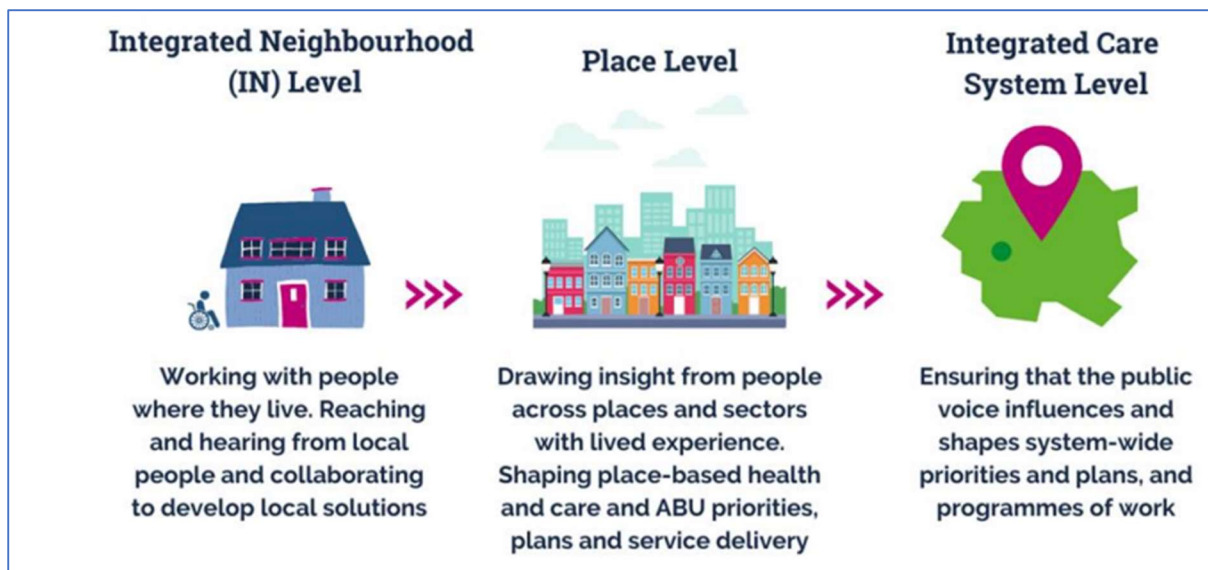 Integrated Neighbourhood
(IN) Level
Working with people
where they live. Reaching
and hearing from local
people and collaborating
to develop local solutions
Place Level
Drawing insight from people
across places and sectors
with lived experience.
Shaping place-based health
and care and ABU priorities,
plans and service delivery
Integrated Care
System Level
Ensuring that the public
voice influences and
shapes system-wide
priorities and plans, and
programmes of work